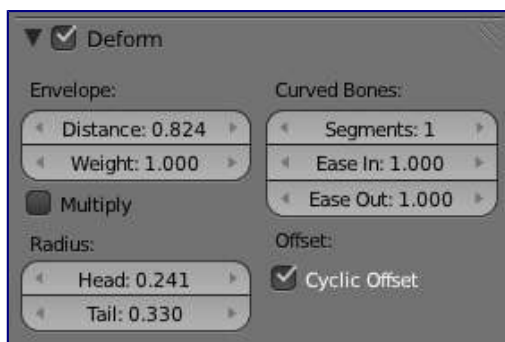 Deform
Envelope:
Distance: 0.824
Weight: 1.000
Multiply
Radius:
Head: 0.241
Tail: 0.330
Curved Bones:
Segments: 1
Ease In: 1.000
Ease Out: 1.000
Offset:
Cyclic Offset